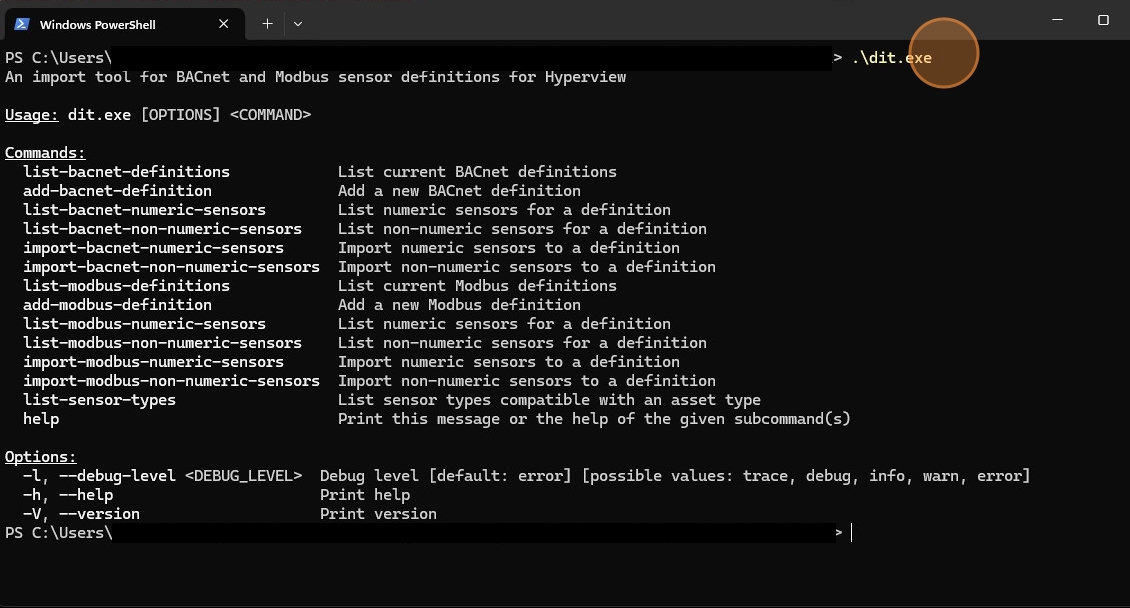 Windows PowerShell
PS C:\Users\ > .\dit.exe
An import tool for BACnet and Modbus sensor definitions for Hyperview
Usage: dit.exe [OPTIONS] <COMMAND>
Commands:
list-bacnet-definitions List current BACnet definitions
add-bacnet-definition Add a new BACnet definition
list-bacnet-numeric-sensors List numeric sensors for a definition
list-bacnet-non-numeric-sensors List non-numeric sensors for a definition
import-bacnet-numeric-sensors Import numeric sensors to a definition
import-bacnet-non-numeric-sensors Import non-numeric sensors to a definition
list-modbus-definitions List current Modbus definitions
add-modbus-definition Add a new Modbus definition
list-modbus-numeric-sensors List numeric sensors for a definition
list-modbus-non-numeric-sensors List non-numeric sensors for a definition
import-modbus-numeric-sensors Import numeric sensors to a definition
import-modbus-non-numeric-sensors Import non-numeric sensors to a definition
list-sensor-types List sensor types compatible with an asset type
help Print this message or the help of the given subcommand(s)
Options:
-l, --debug-level <DEBUG_LEVEL> Debug level [default: error] [possible values: trace, debug, info, warn, error]
-h, --help Print help
-V, --version Print version
PS C:\Users\ >